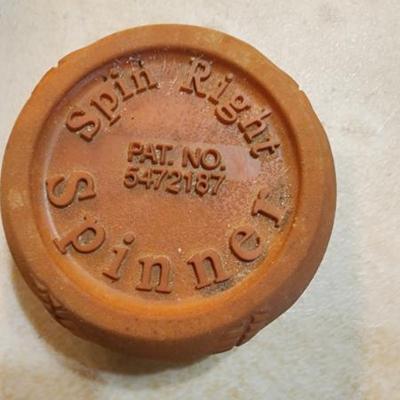 Spin Right
PAT. NO.
5472187
Spinner